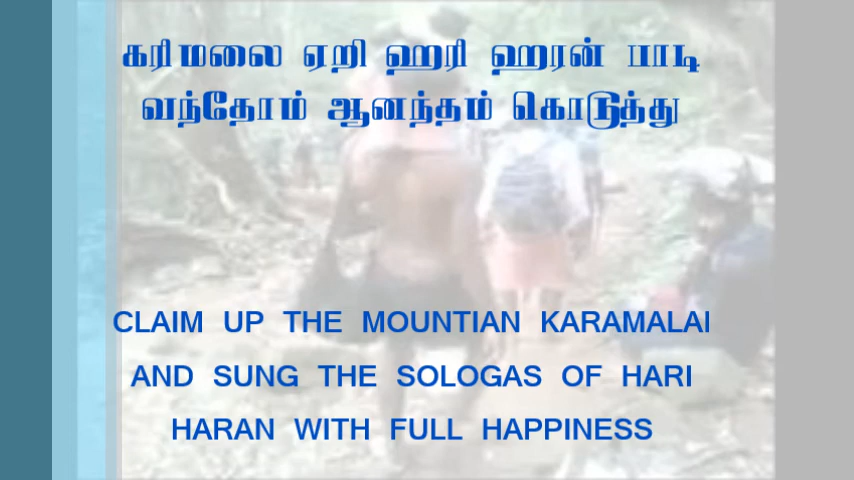 கரிமலை ஏறி ஹரி ஹரன் பாடி
வந்தோம் ஆனந்தம் கொடுத்து
CLAIM UP THE MOUNTIAN KARAMALAI
AND SUNG THE SOLOGAS OF HARI
HARAN WITH FULL HAPPINESS